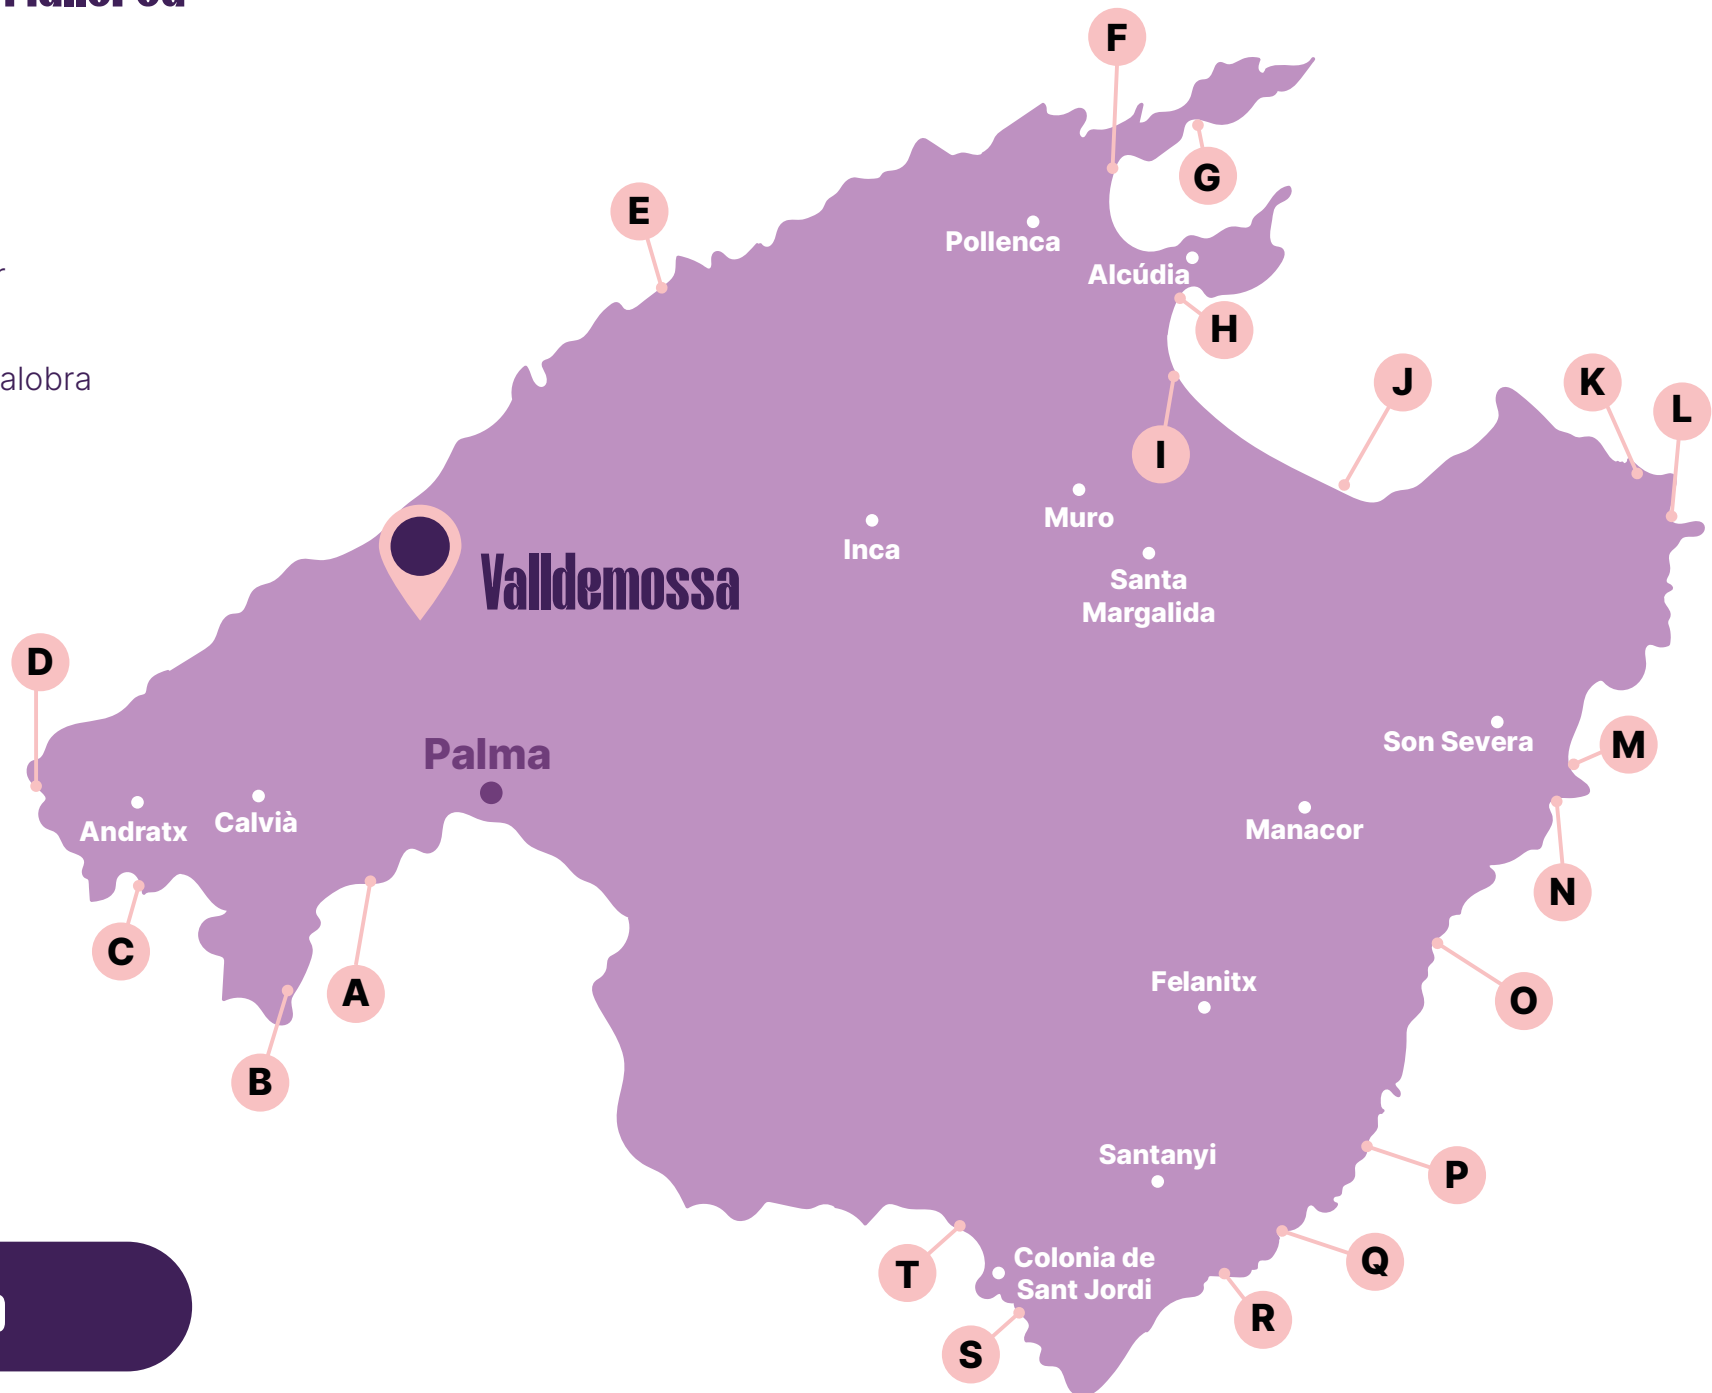 F
G
E
Pollenca
Alcúdia
H
alobra
J
K
L
I
Muro
Inca
Santa
Margalida
Valldemossa
D
Son Severa
M
Palma
Andratx
Calvià
Manacor
N
C
A
Felanitx
O
B
Santanyi
P
T
Colonia de
Sant Jordi
Q
R
S